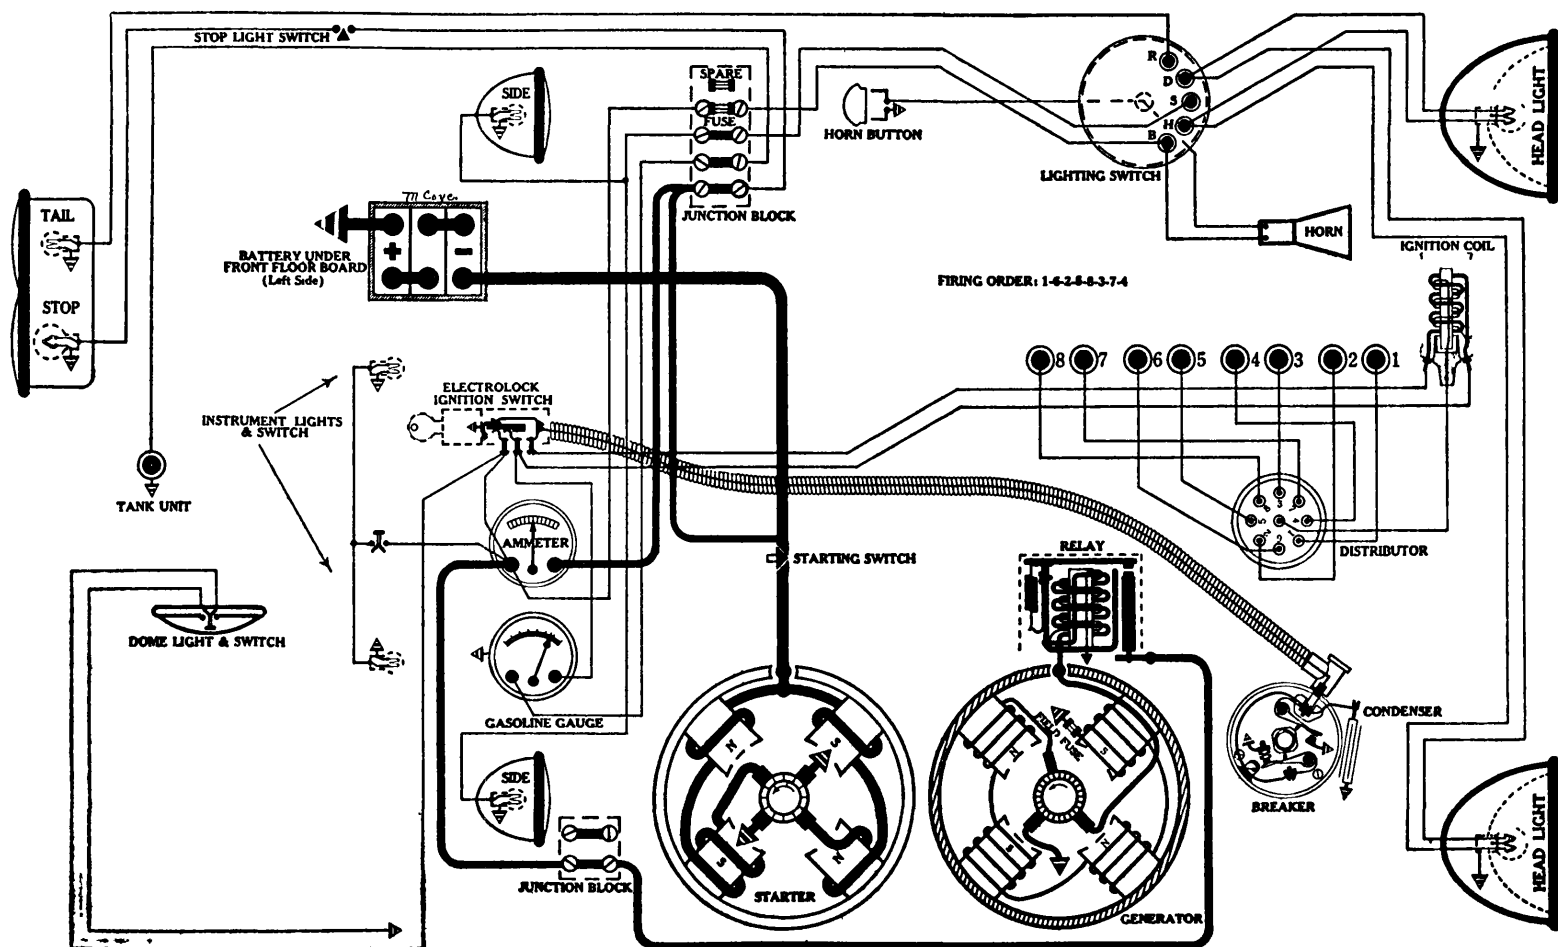 STOP LIGHT SWITCH
SPARE
FUSE
JUNCTION BLOCK
SIDE
HORN BUTTON
R
D
S
H
B
LIGHTING SWITCH
HEAD LIGHT
HORN
TAIL
STOP
BATTERY UNDER
FRONT FLOOR BOARD
(Left Side)
+
−
FIRING ORDER: 1-6-2-5-8-3-7-4
IGNITION COIL
8 7 6 5 4 3 2 1
ELECTROLOCK
IGNITION SWITCH
INSTRUMENT LIGHTS
& SWITCH
TANK UNIT
AMMETER
STARTING SWITCH
RELAY
DISTRIBUTOR
DOME LIGHT & SWITCH
GASOLINE GAUGE
SIDE
JUNCTION BLOCK
N
S
S
N
STARTER
FIELD FUSE
N
S
S
N
GENERATOR
CONDENSER
BREAKER
HEAD LIGHT